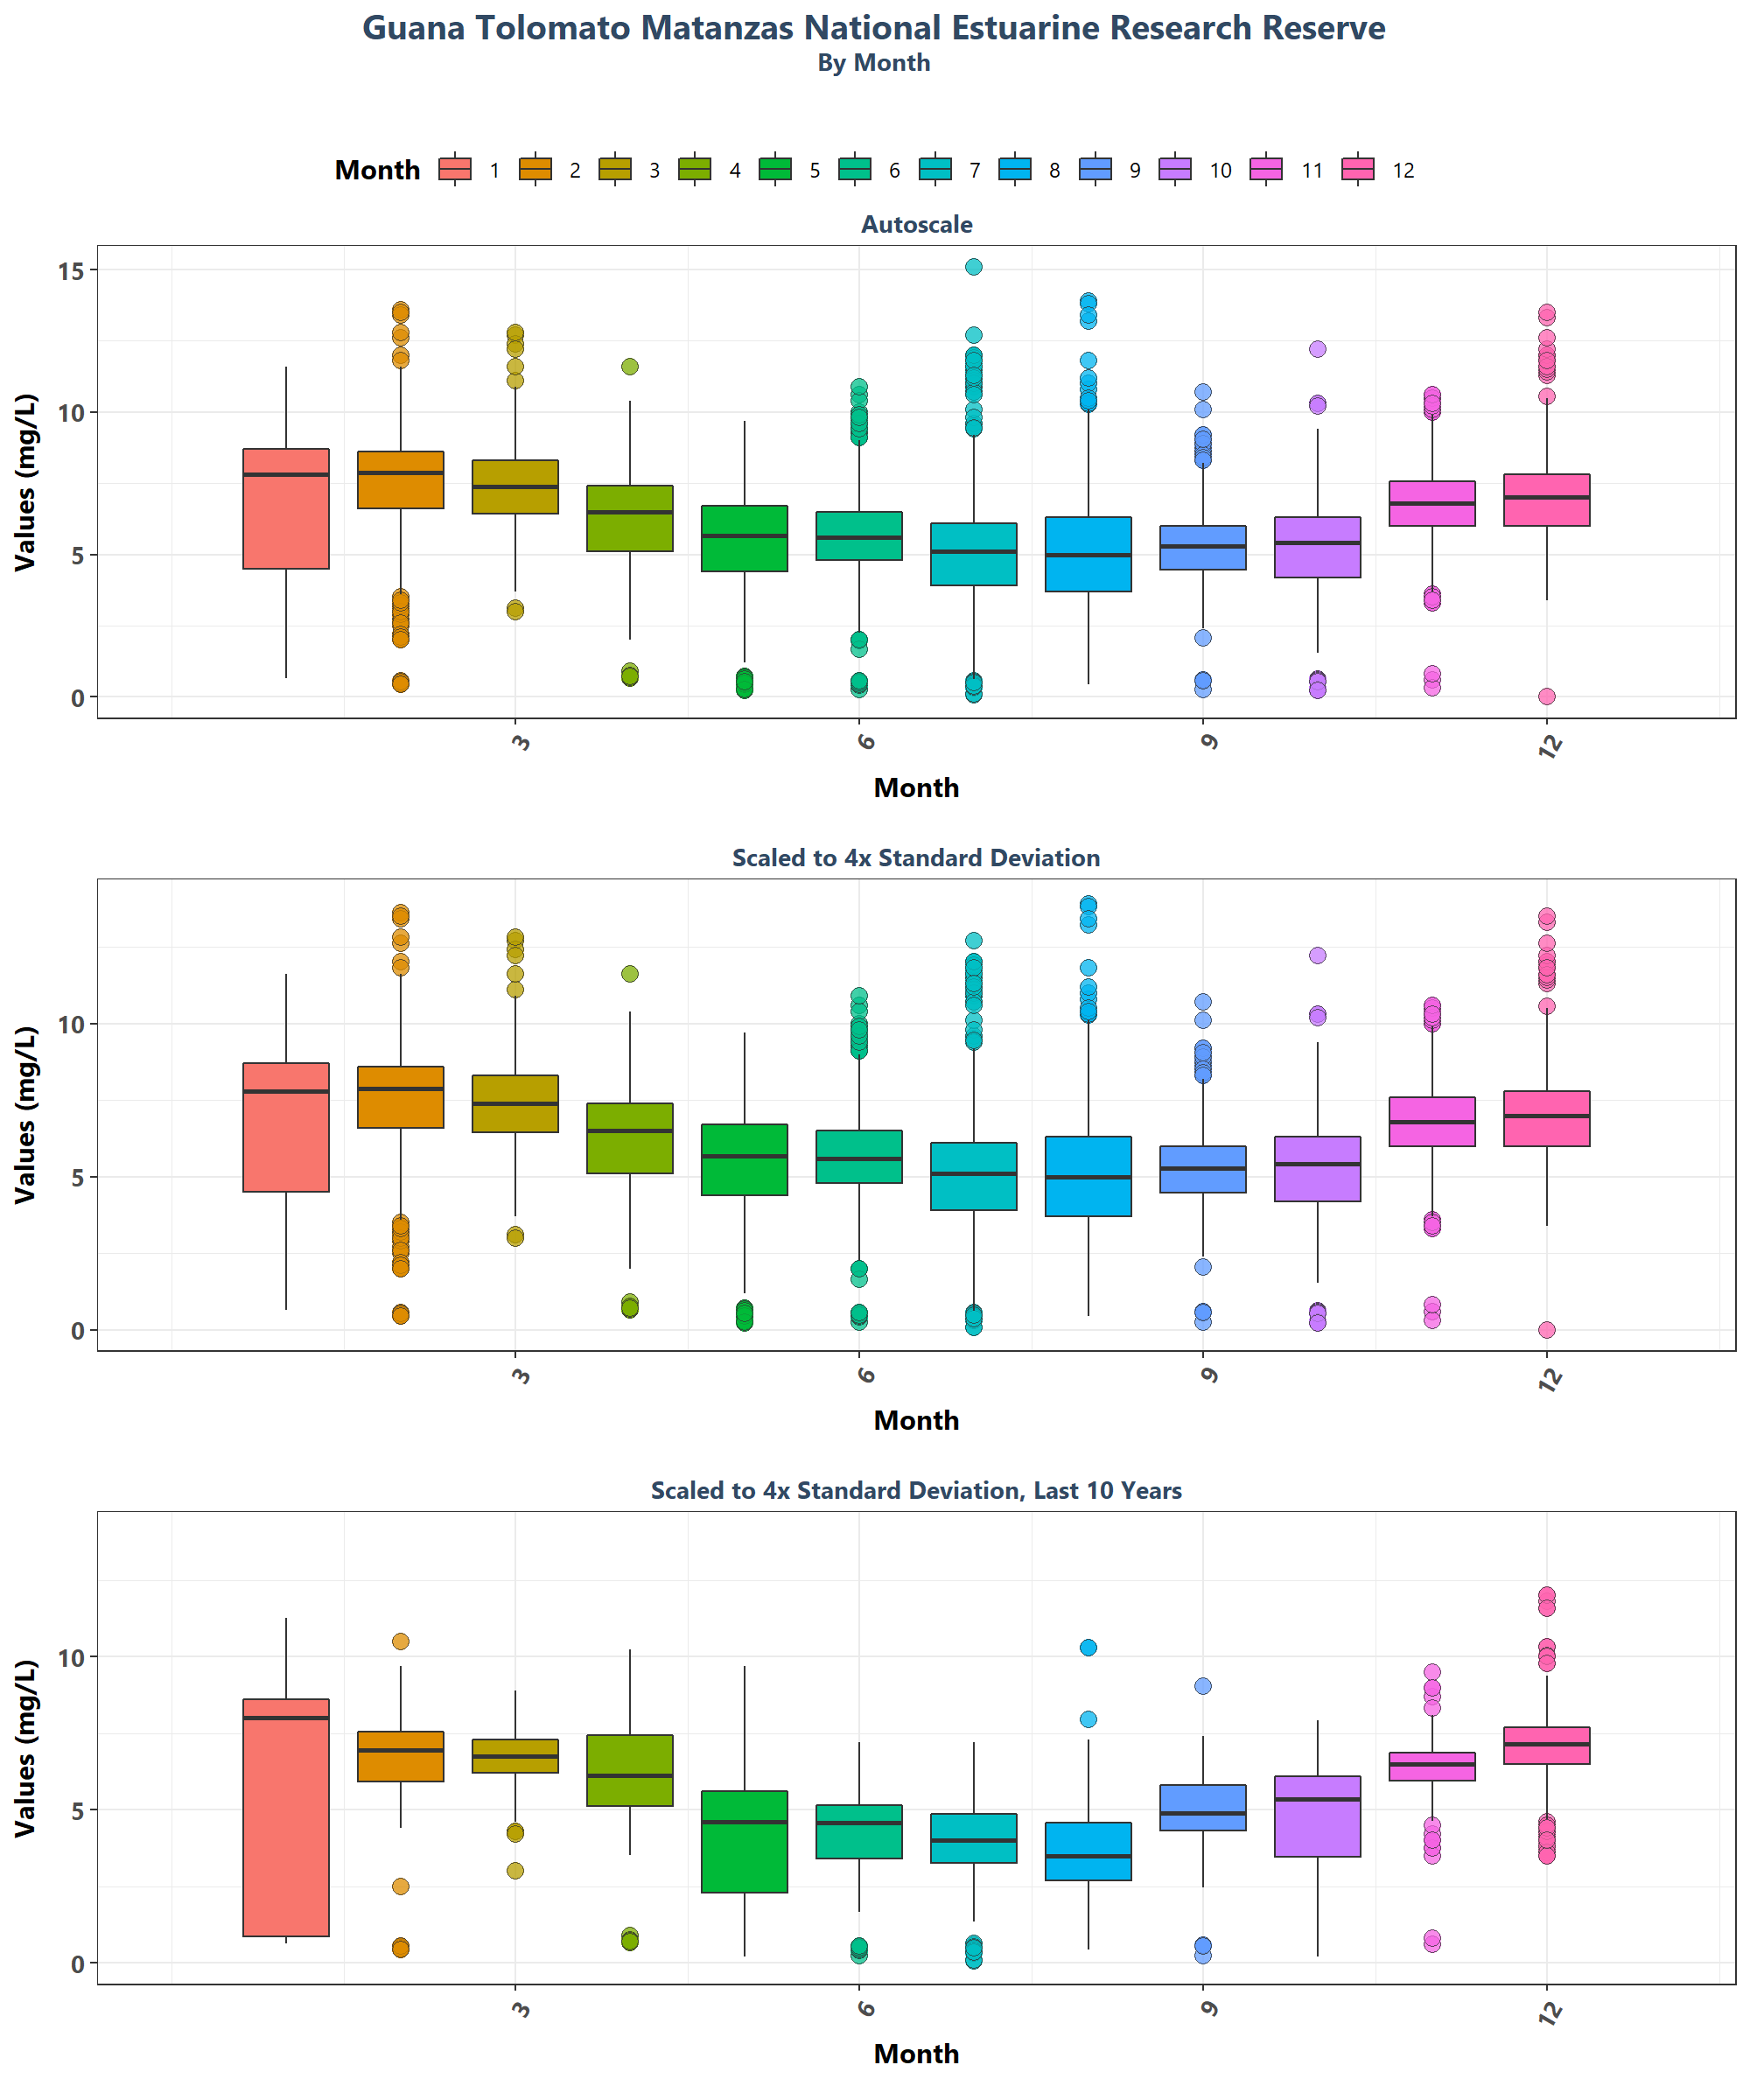 Guana Tolomato Matanzas National Estuarine Research Reserve
By Month
Month 1 2 3 4 5 6 7 8 9 10 11 12
Autoscale
Values (mg/L)
15
10
5
0
3 6 9 12
Month
Scaled to 4x Standard Deviation
Values (mg/L)
10
5
0
3 6 9 12
Month
Scaled to 4x Standard Deviation, Last 10 Years
Values (mg/L)
10
5
0
3 6 9 12
Month